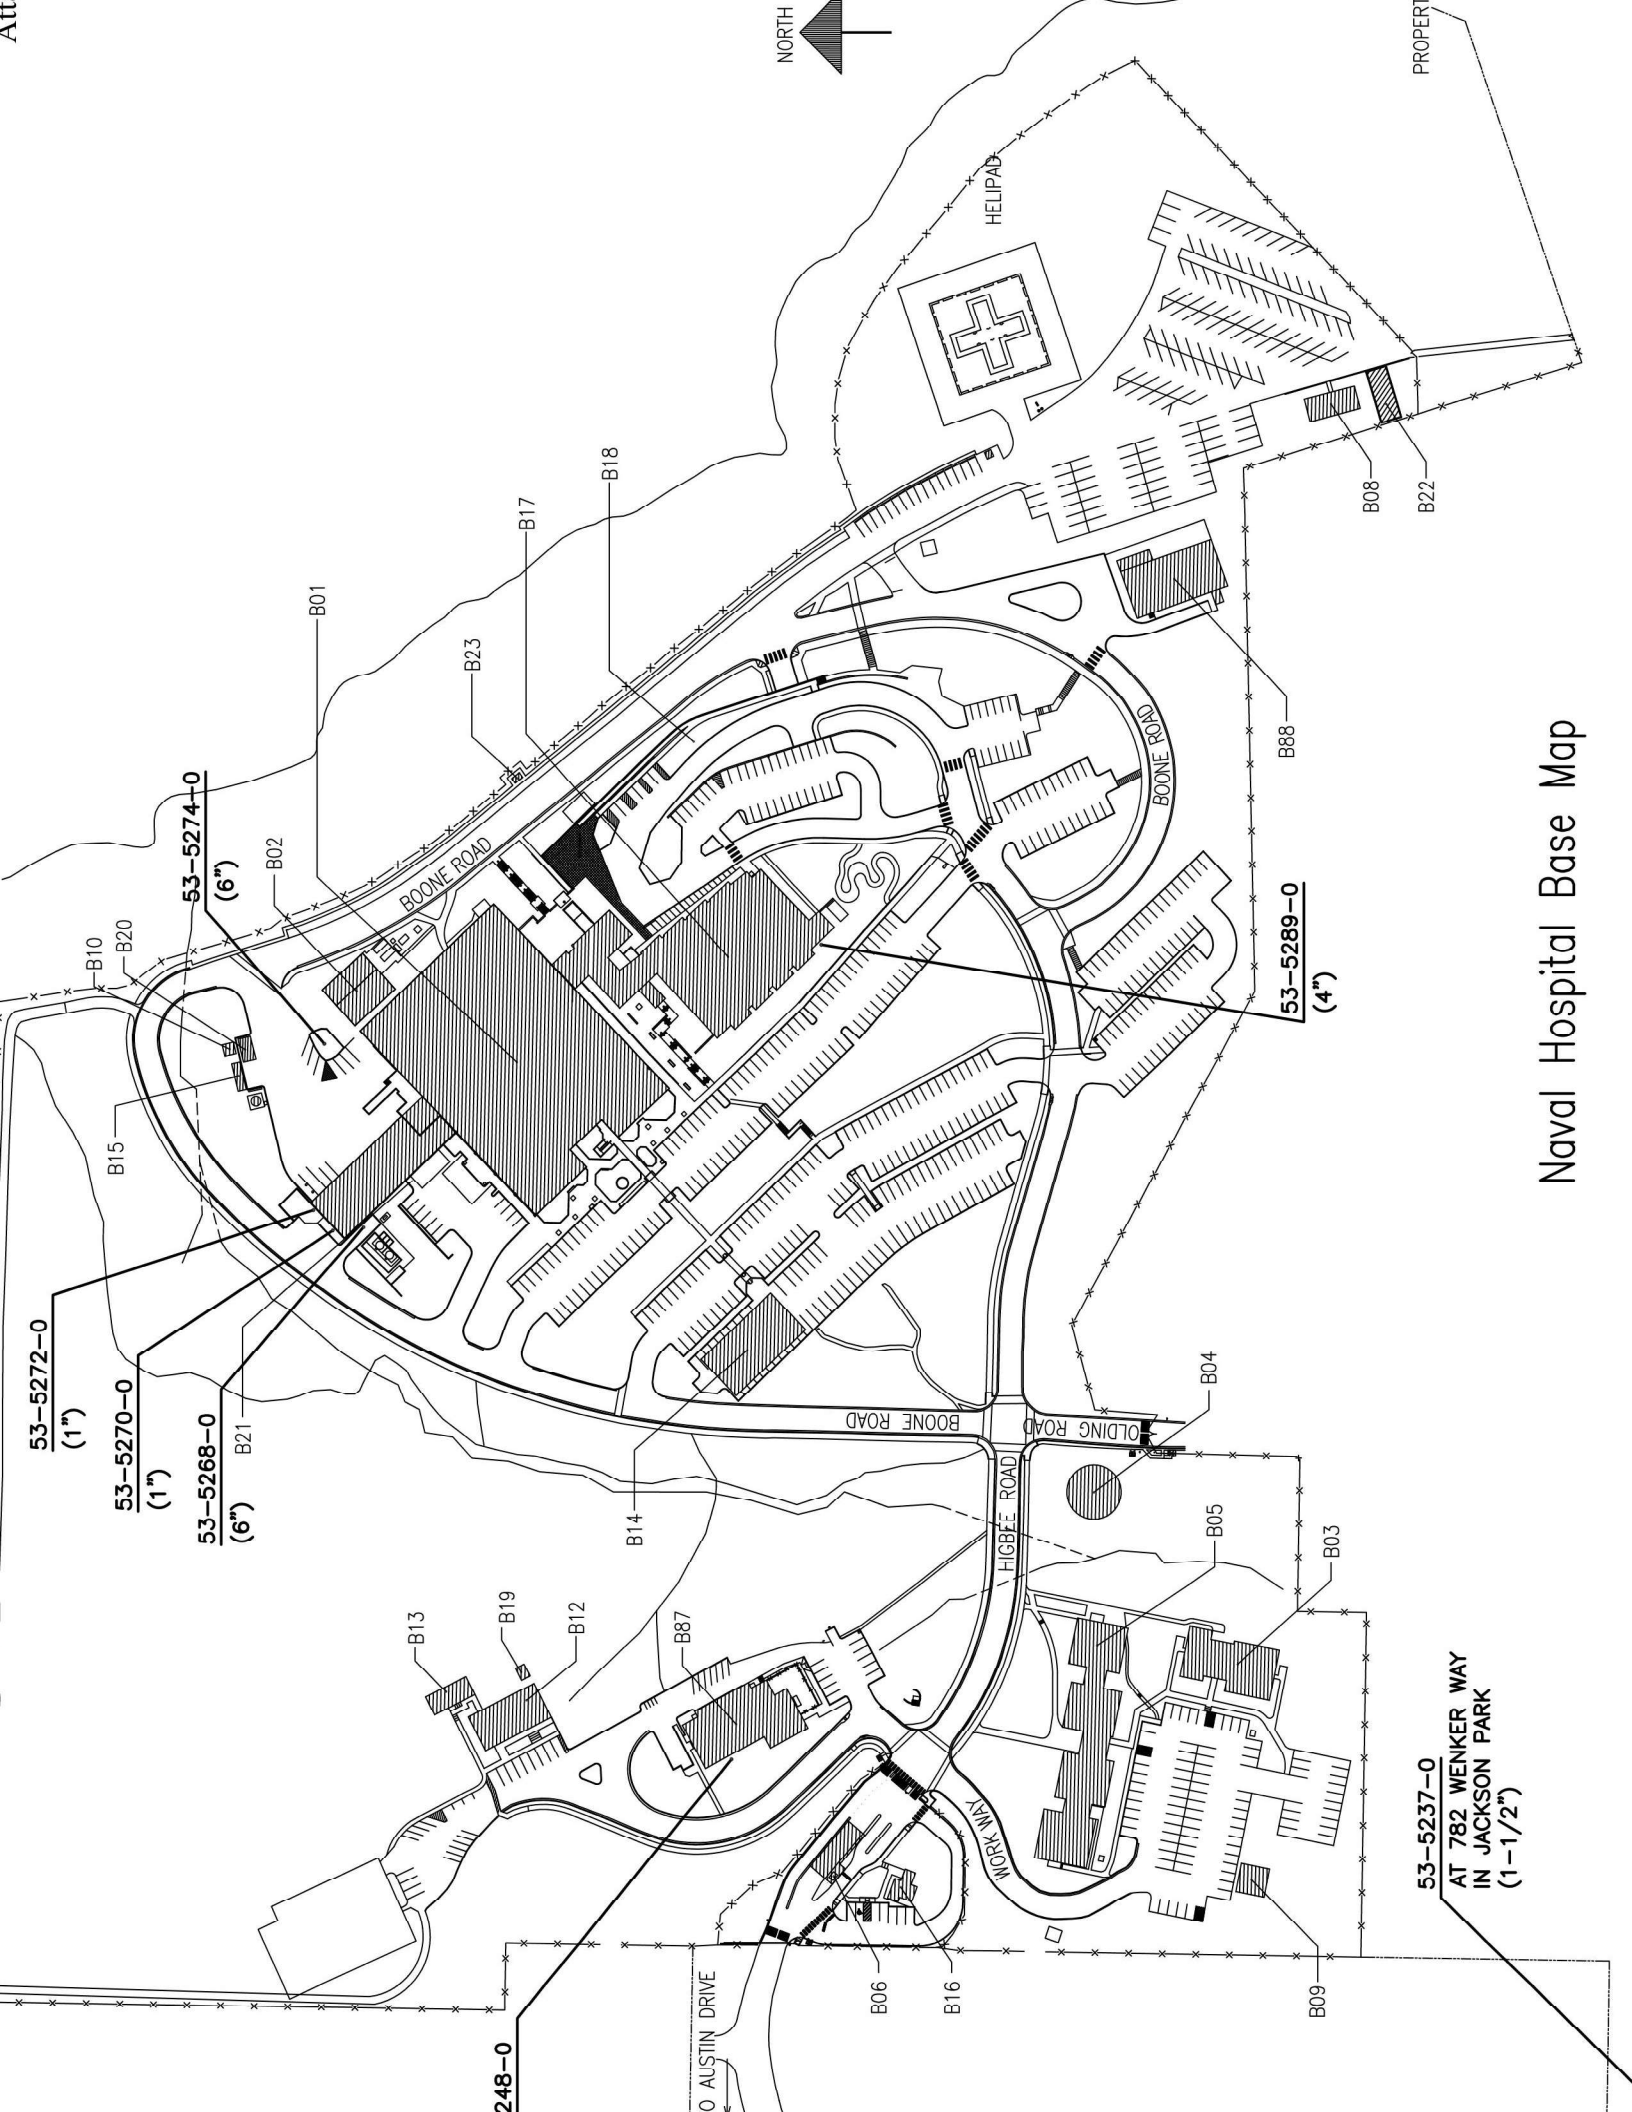 Att
NORTH
PROPERT
HELIPAD
B18
B17
B01
B23
53-5274-0
(6")
B02
BOONE ROAD
B10
B20
B15
B08
B22
B88
BOONE ROAD
53-5289-0
(4")
Naval Hospital Base Map
53-5272-0
(1")
53-5270-0
(1")
53-5268-0
(6")
B21
B14
BOONE ROAD
OLDING ROAD
B04
HIGBEE ROAD
B05
B03
B13
B19
B12
B87
WORK WAY
53-5237-0
AT 782 WENKER WAY
IN JACKSON PARK
(1-1/2")
B06
B16
B09
248-0
O AUSTIN DRIVE